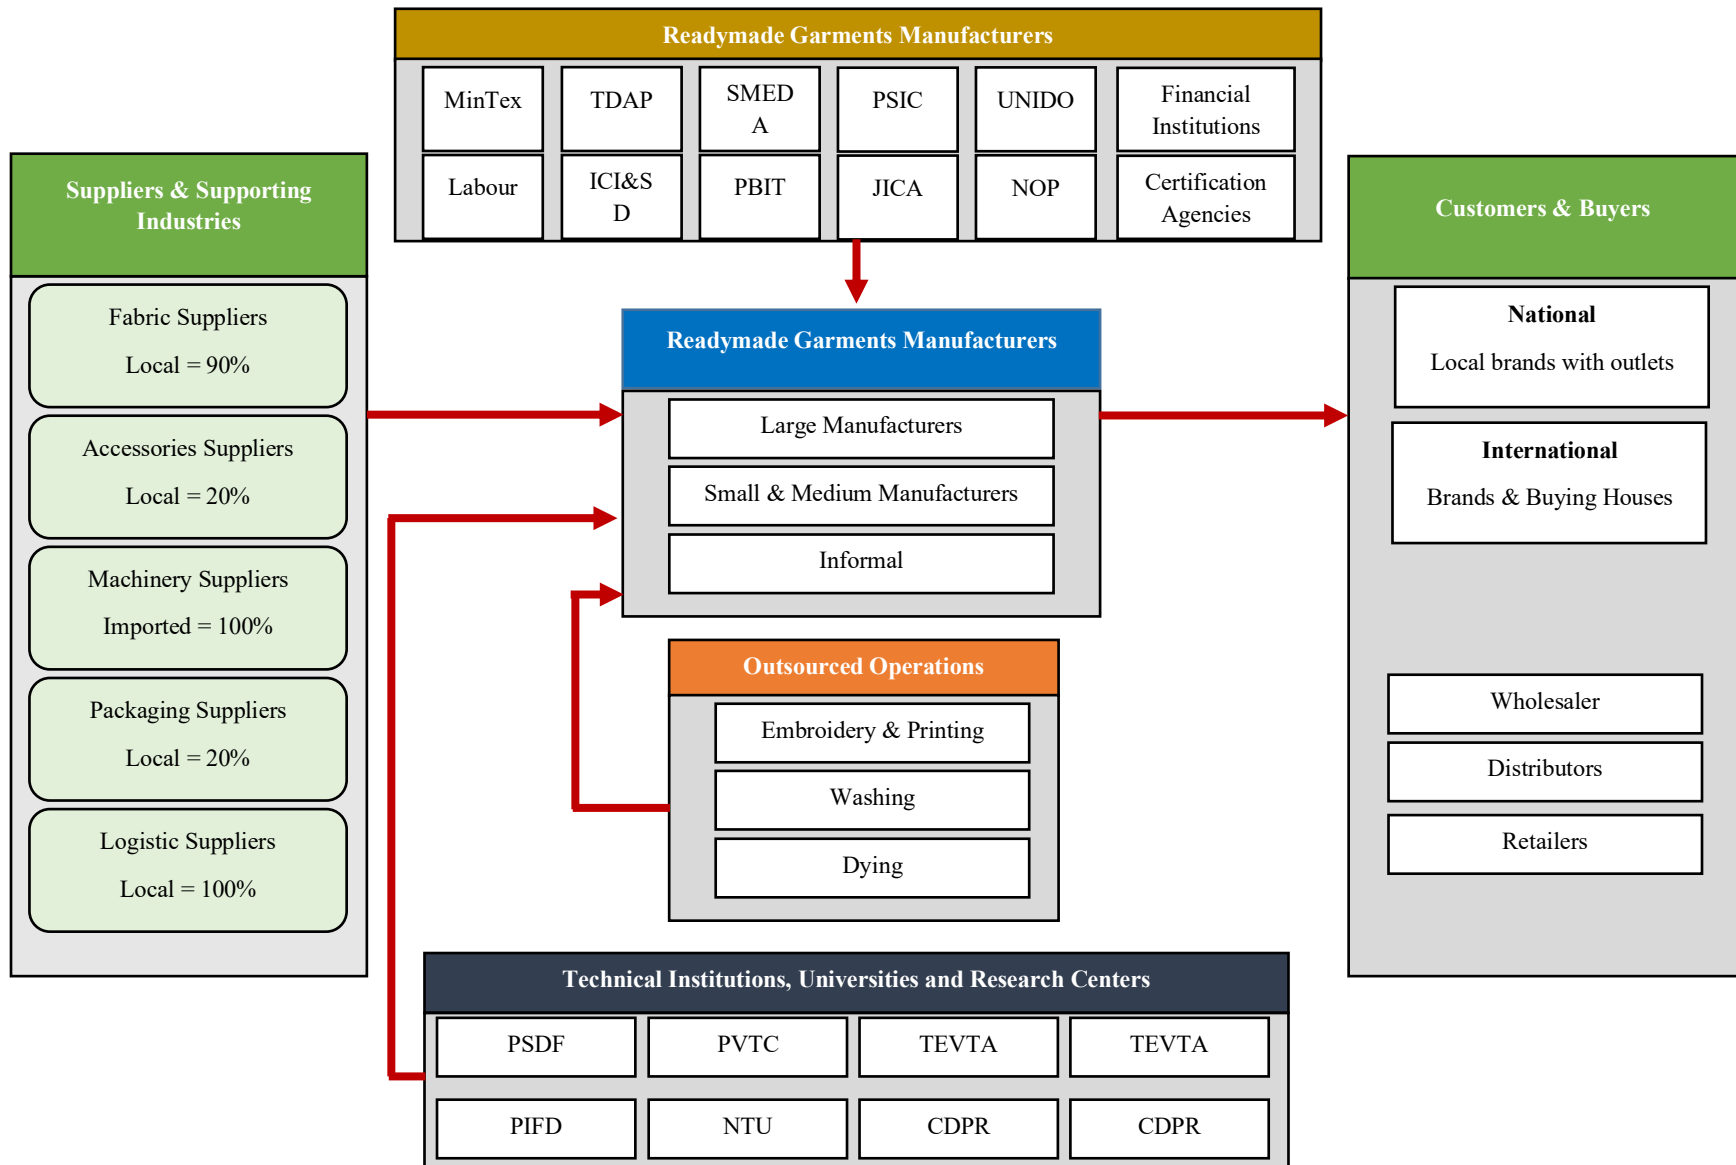 Readymade Garments Manufacturers
MinTex
TDAP
SMED
A
PSIC
UNIDO
Financial
Institutions
Labour
ICI&S
D
PBIT
JICA
NOP
Certification
Agencies
Suppliers & Supporting
Industries
Fabric Suppliers
Local = 90%
Accessories Suppliers
Local = 20%
Machinery Suppliers
Imported = 100%
Packaging Suppliers
Local = 20%
Logistic Suppliers
Local = 100%
Readymade Garments Manufacturers
Large Manufacturers
Small & Medium Manufacturers
Informal
Outsourced Operations
Embroidery & Printing
Washing
Dying
Technical Institutions, Universities and Research Centers
PSDF
PVTC
TEVTA
TEVTA
PIFD
NTU
CDPR
CDPR
Customers & Buyers
National
Local brands with outlets
International
Brands & Buying Houses
Wholesaler
Distributors
Retailers